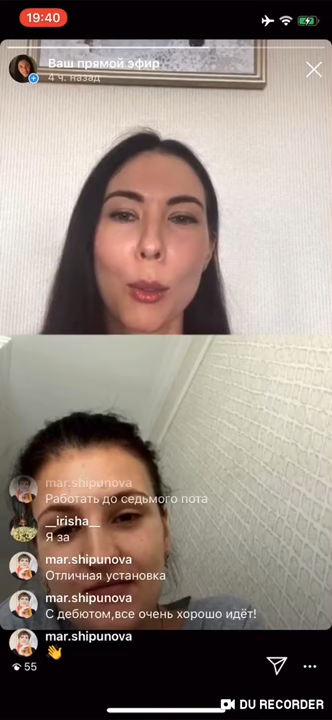 19:40
Ваш прямой эфир
4 ч. назад
mar.shipunova
Работать до седьмого пота
__irisha__
Я за
mar.shipunova
Отличная установка
mar.shipunova
С дебютом,все очень хорошо идёт!
mar.shipunova
👋
55
DU RECORDER